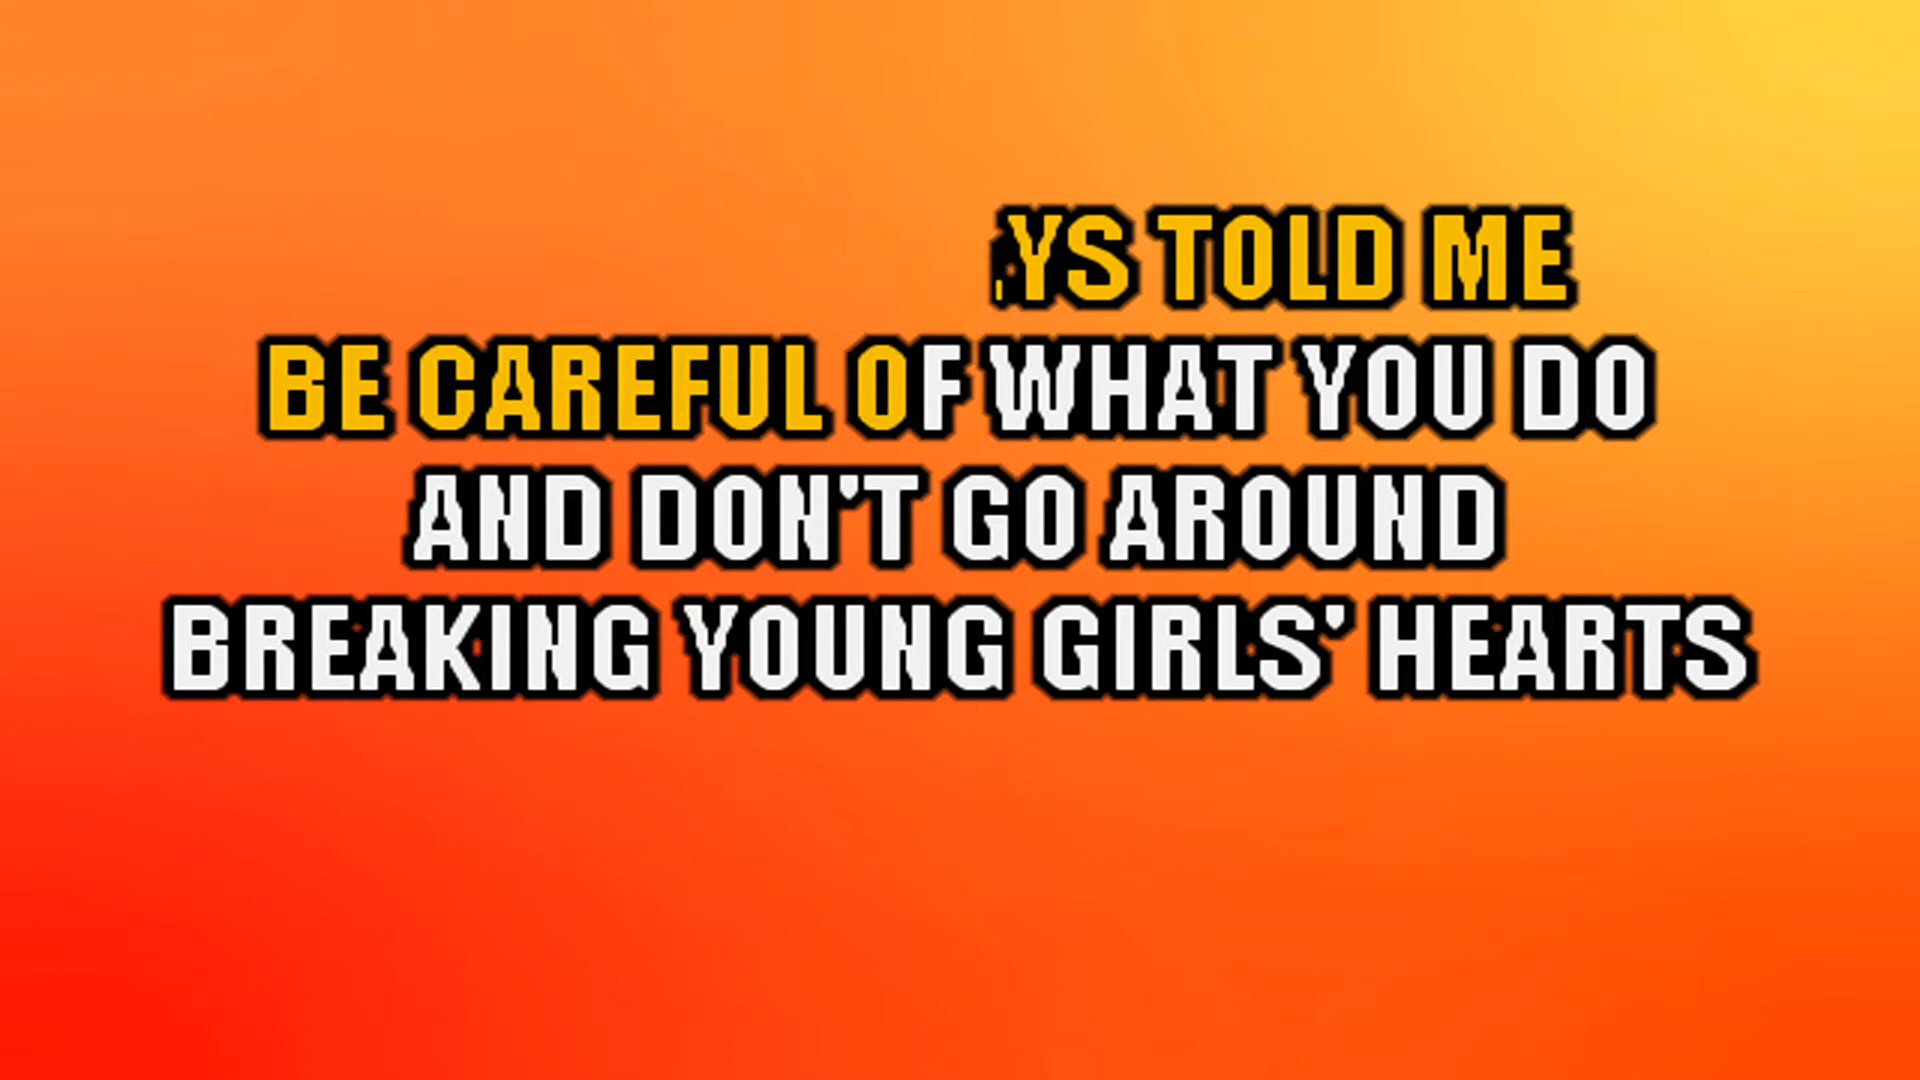 YS TOLD ME
BE CAREFUL OF WHAT YOU DO
AND DON'T GO AROUND
BREAKING YOUNG GIRLS' HEARTS